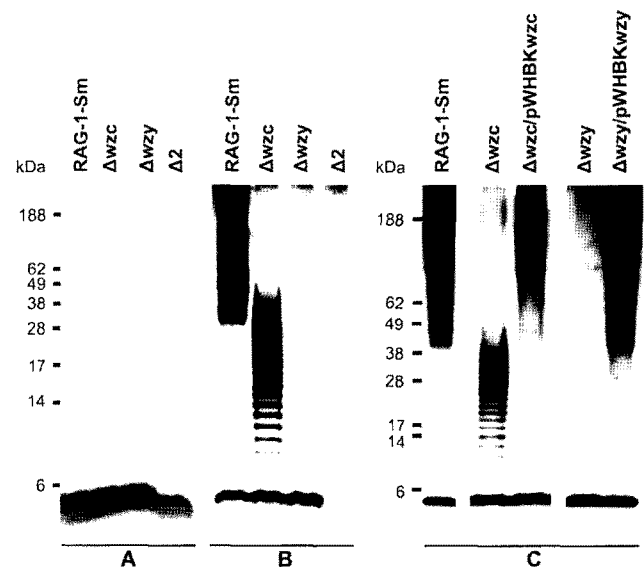 RAG-1-Sm
Δwzc
Δwzy
Δ2
RAG-1-Sm
Δwzc
Δwzy
Δ2
RAG-1-Sm
Δwzc
Δwzc/pWHBKwzc
Δwzy
Δwzy/pWHBKwzy
kDa
188
62
49
38
28
17
14
6
kDa
188
62
49
38
28
17
14
6
A
B
C